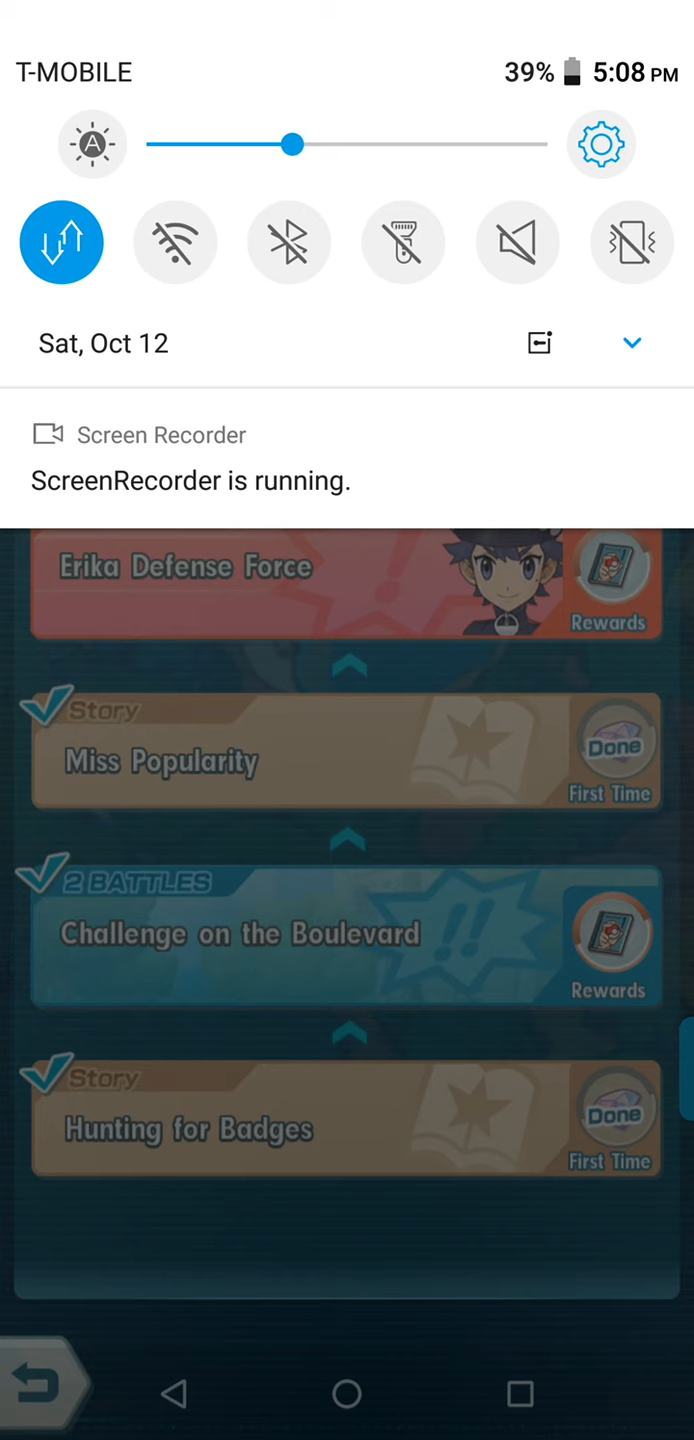 T-MOBILE 39% 5:08 PM
A
Sat, Oct 12
Screen Recorder
ScreenRecorder is running.
Erika Defense Force
Rewards
Story
Miss Popularity
Done
First Time
2 BATTLES
Challenge on the Boulevard
!!
Rewards
Story
Hunting for Badges
Done
First Time